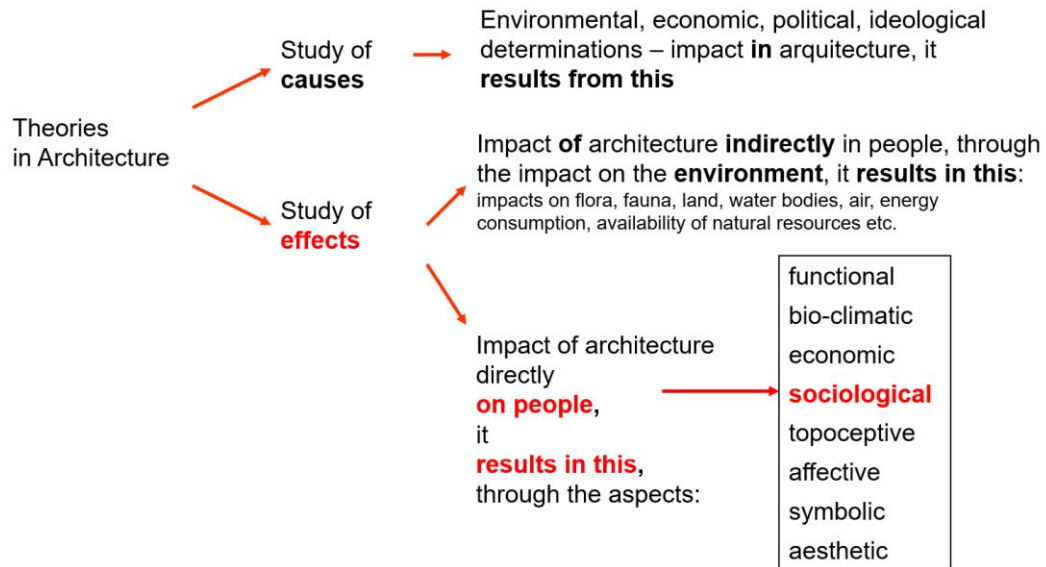 Theories
in Architecture
Study of
causes
Environmental, economic, political, ideological
determinations – impact in arquitecture, it
results from this
Study of
effects
Impact of architecture indirectly in people, through
the impact on the environment, it results in this:
impacts on flora, fauna, land, water bodies, air, energy
consumption, availability of natural resources etc.
Impact of architecture
directly
on people,
it
results in this,
through the aspects:
functional
bio-climatic
economic
sociological
topoceptive
affective
symbolic
aesthetic